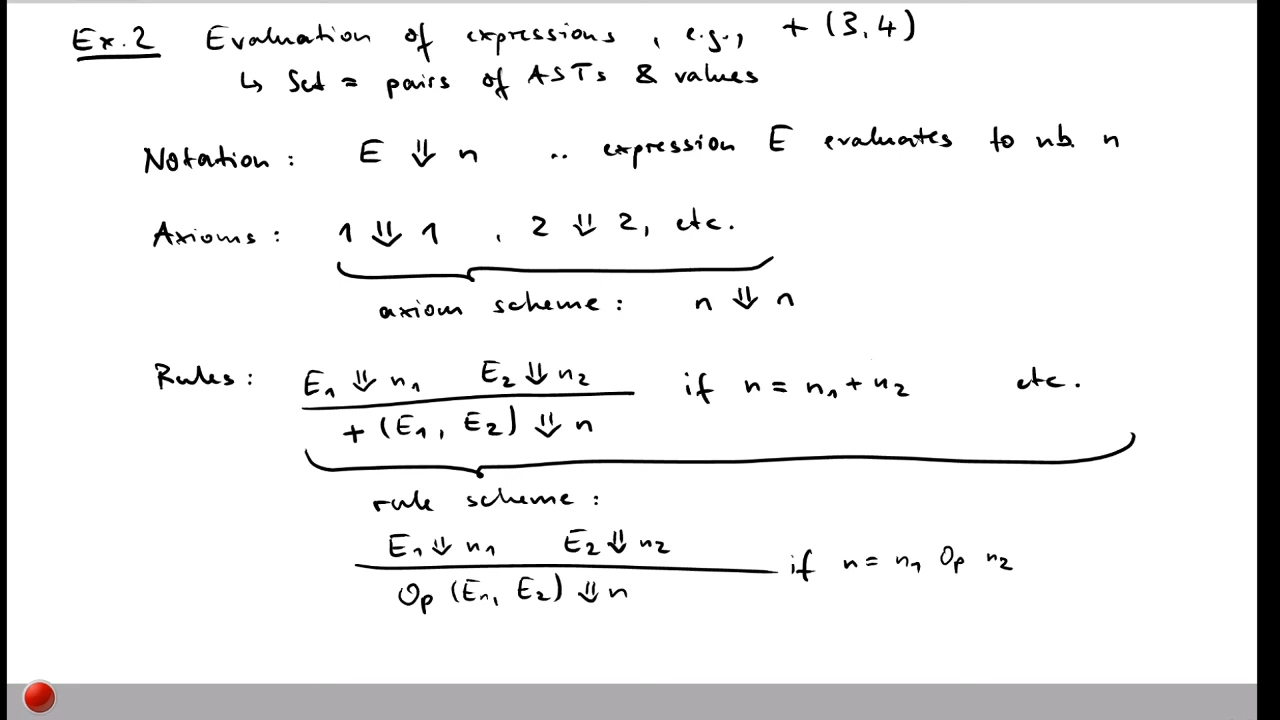 Ex. 2 Evaluation of expressions, e.g., + (3, 4)
↳ Set = pairs of ASTs & values
Notation: E ⇓ n .. expression E evaluates to nb. n
Axioms: 1 ⇓ 1 , 2 ⇓ 2, etc.
axiom scheme: n ⇓ n
Rules: E₁ ⇓ n₁ E₂ ⇓ n₂ if n = n₁ + n₂ etc.
+ (E₁, E₂) ⇓ n
rule scheme:
E₁ ⇓ n₁ E₂ ⇓ n₂ if n = n₁ Op n₂
Op (E₁, E₂) ⇓ n